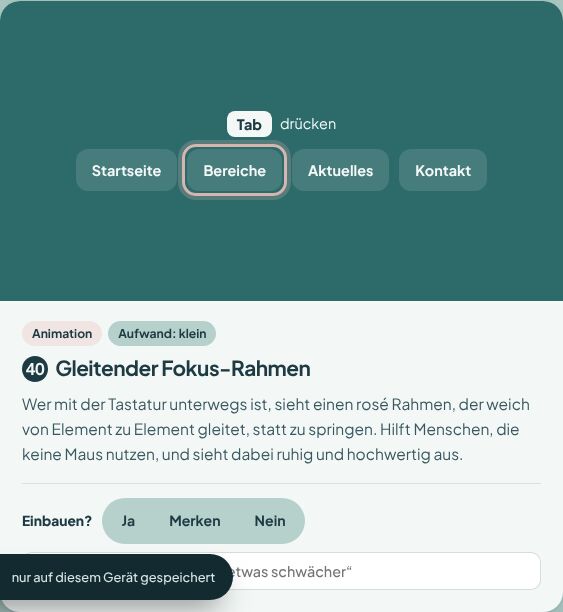 Tab drücken
Startseite Bereiche Aktuelles Kontakt
Animation Aufwand: klein
40 Gleitender Fokus-Rahmen
Wer mit der Tastatur unterwegs ist, sieht einen rosé Rahmen, der weich
von Element zu Element gleitet, statt zu springen. Hilft Menschen, die
keine Maus nutzen, und sieht dabei ruhig und hochwertig aus.
Einbauen? Ja Merken Nein
nur auf diesem Gerät gespeichert
etwas schwächer“